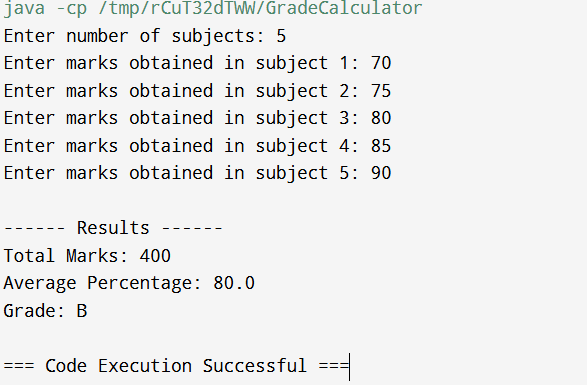 java -cp /tmp/rCuT32dTWW/GradeCalculator
Enter number of subjects: 5
Enter marks obtained in subject 1: 70
Enter marks obtained in subject 2: 75
Enter marks obtained in subject 3: 80
Enter marks obtained in subject 4: 85
Enter marks obtained in subject 5: 90
------ Results ------
Total Marks: 400
Average Percentage: 80.0
Grade: B
=== Code Execution Successful ===